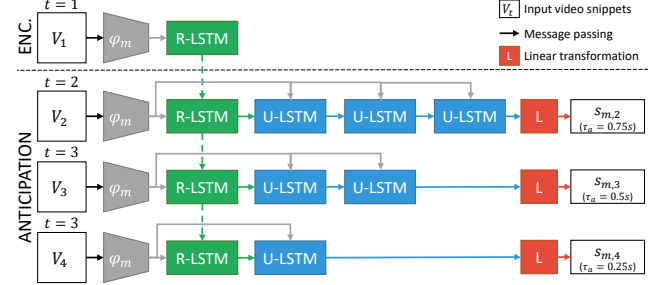 t = 1
ENC.
V₁
φₘ
R-LSTM
Vₜ Input video snippets
Message passing
L Linear transformation
ANTICIPATION
t = 2
V₂
φₘ
R-LSTM
U-LSTM
U-LSTM
U-LSTM
L
sₘ,₂
(τₐ = 0.75s)
t = 3
V₃
φₘ
R-LSTM
U-LSTM
U-LSTM
L
sₘ,₃
(τₐ = 0.5s)
t = 3
V₄
φₘ
R-LSTM
U-LSTM
L
sₘ,₄
(τₐ = 0.25s)